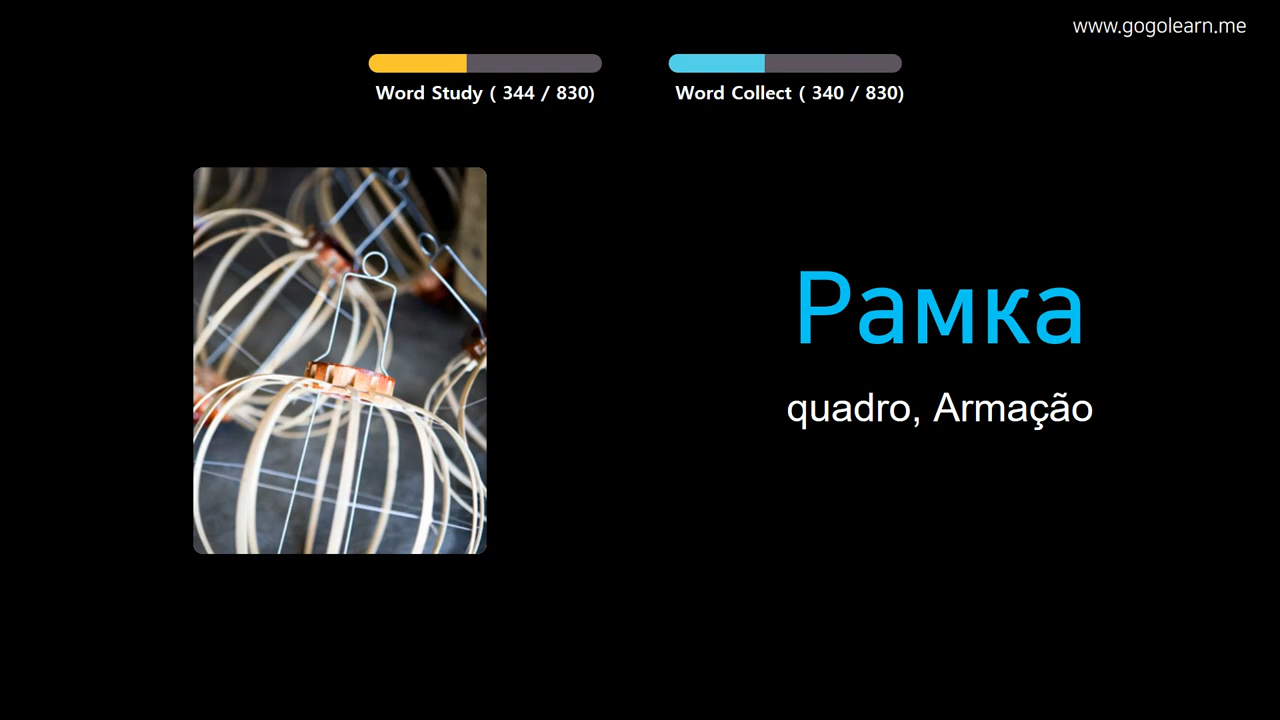 www.gogolearn.me
Word Study ( 344 / 830)
Word Collect ( 340 / 830)
Рамка
quadro, Armação